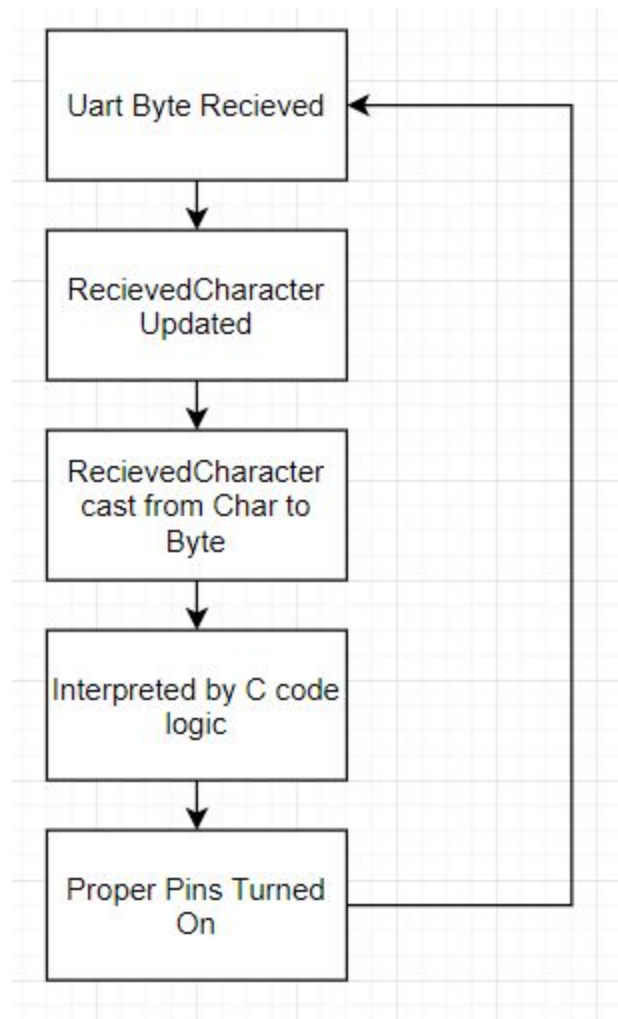 Uart Byte Recieved
RecievedCharacter
Updated
RecievedCharacter
cast from Char to
Byte
Interpreted by C code
logic
Proper Pins Turned
On